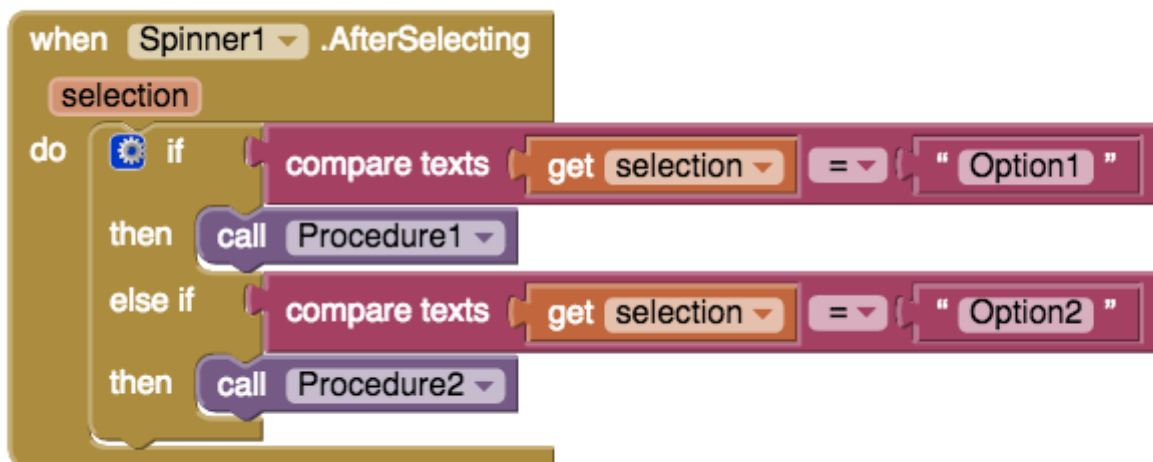 when Spinner1 .AfterSelecting
selection
do if compare texts get selection = " Option1 "
then call Procedure1
else if compare texts get selection = " Option2 "
then call Procedure2